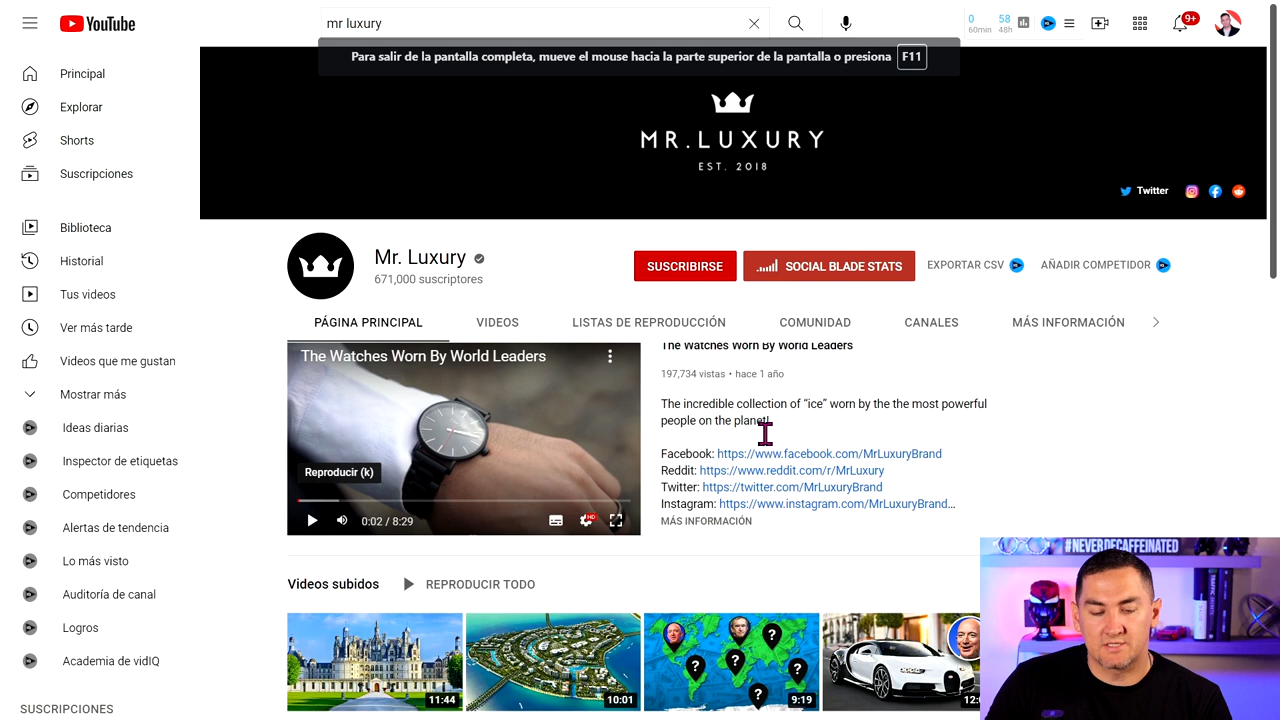 YouTube
mr luxury
0
60min
58
48h
9+
Para salir de la pantalla completa, mueve el mouse hacia la parte superior de la pantalla o presiona F11
Principal
Explorar
Shorts
Suscripciones
Biblioteca
Historial
Tus videos
Ver más tarde
Videos que me gustan
Mostrar más
Ideas diarias
Inspector de etiquetas
Competidores
Alertas de tendencia
Lo más visto
Auditoría de canal
Logros
Academia de vidIQ
SUSCRIPCIONES
MR.LUXURY
EST. 2018
Twitter
Mr. Luxury
671,000 suscriptores
SUSCRIBIRSE
SOCIAL BLADE STATS
EXPORTAR CSV
AÑADIR COMPETIDOR
PÁGINA PRINCIPAL
VIDEOS
LISTAS DE REPRODUCCIÓN
COMUNIDAD
CANALES
MÁS INFORMACIÓN
The Watches Worn By World Leaders
Reproducir (k)
0:02 / 8:29
HD
The Watches Worn By World Leaders
197,734 vistas • hace 1 año
The incredible collection of “ice” worn by the the most powerful
people on the planet!
Facebook: https://www.facebook.com/MrLuxuryBrand
Reddit: https://www.reddit.com/r/MrLuxury
Twitter: https://twitter.com/MrLuxuryBrand
Instagram: https://www.instagram.com/MrLuxuryBrand...
MÁS INFORMACIÓN
Videos subidos
REPRODUCIR TODO
11:44
10:01
? ? ? ? ?
9:19
#NEVERDECAFFEINATED